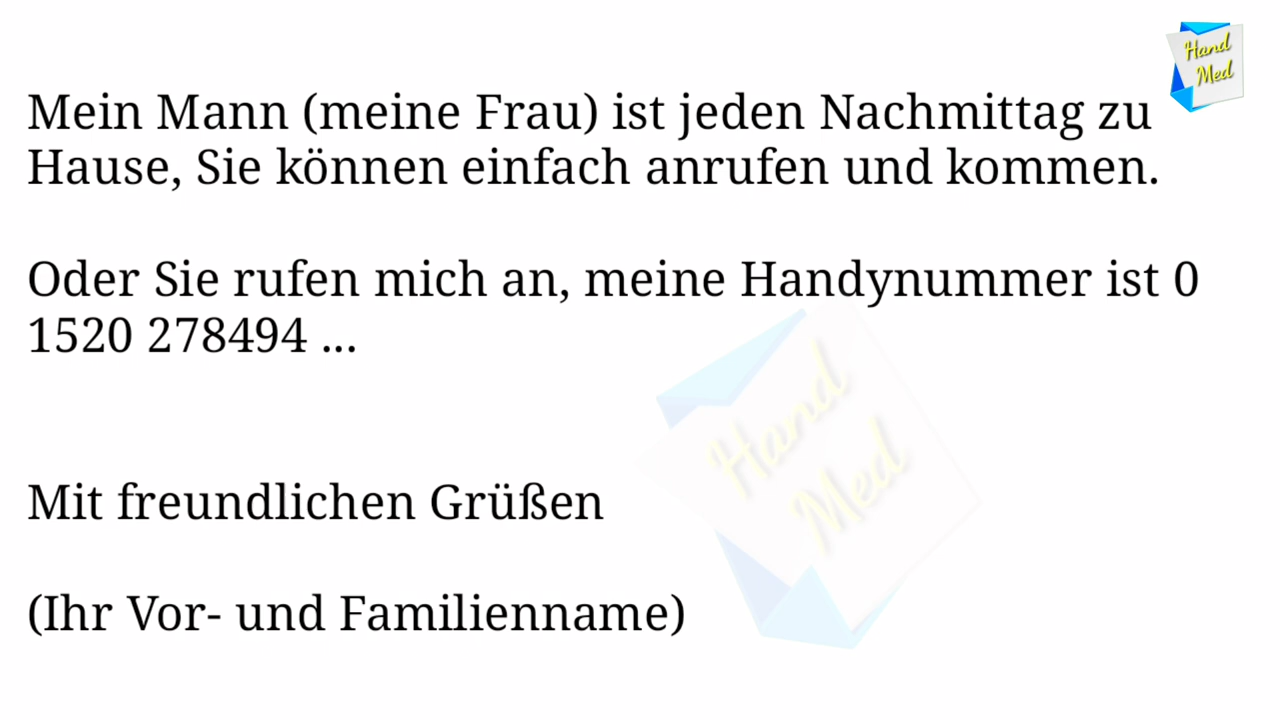 Hand
Med
Mein Mann (meine Frau) ist jeden Nachmittag zu
Hause, Sie können einfach anrufen und kommen.
Oder Sie rufen mich an, meine Handynummer ist 0
1520 278494 ...
Hand
Med
Mit freundlichen Grüßen
(Ihr Vor- und Familienname)